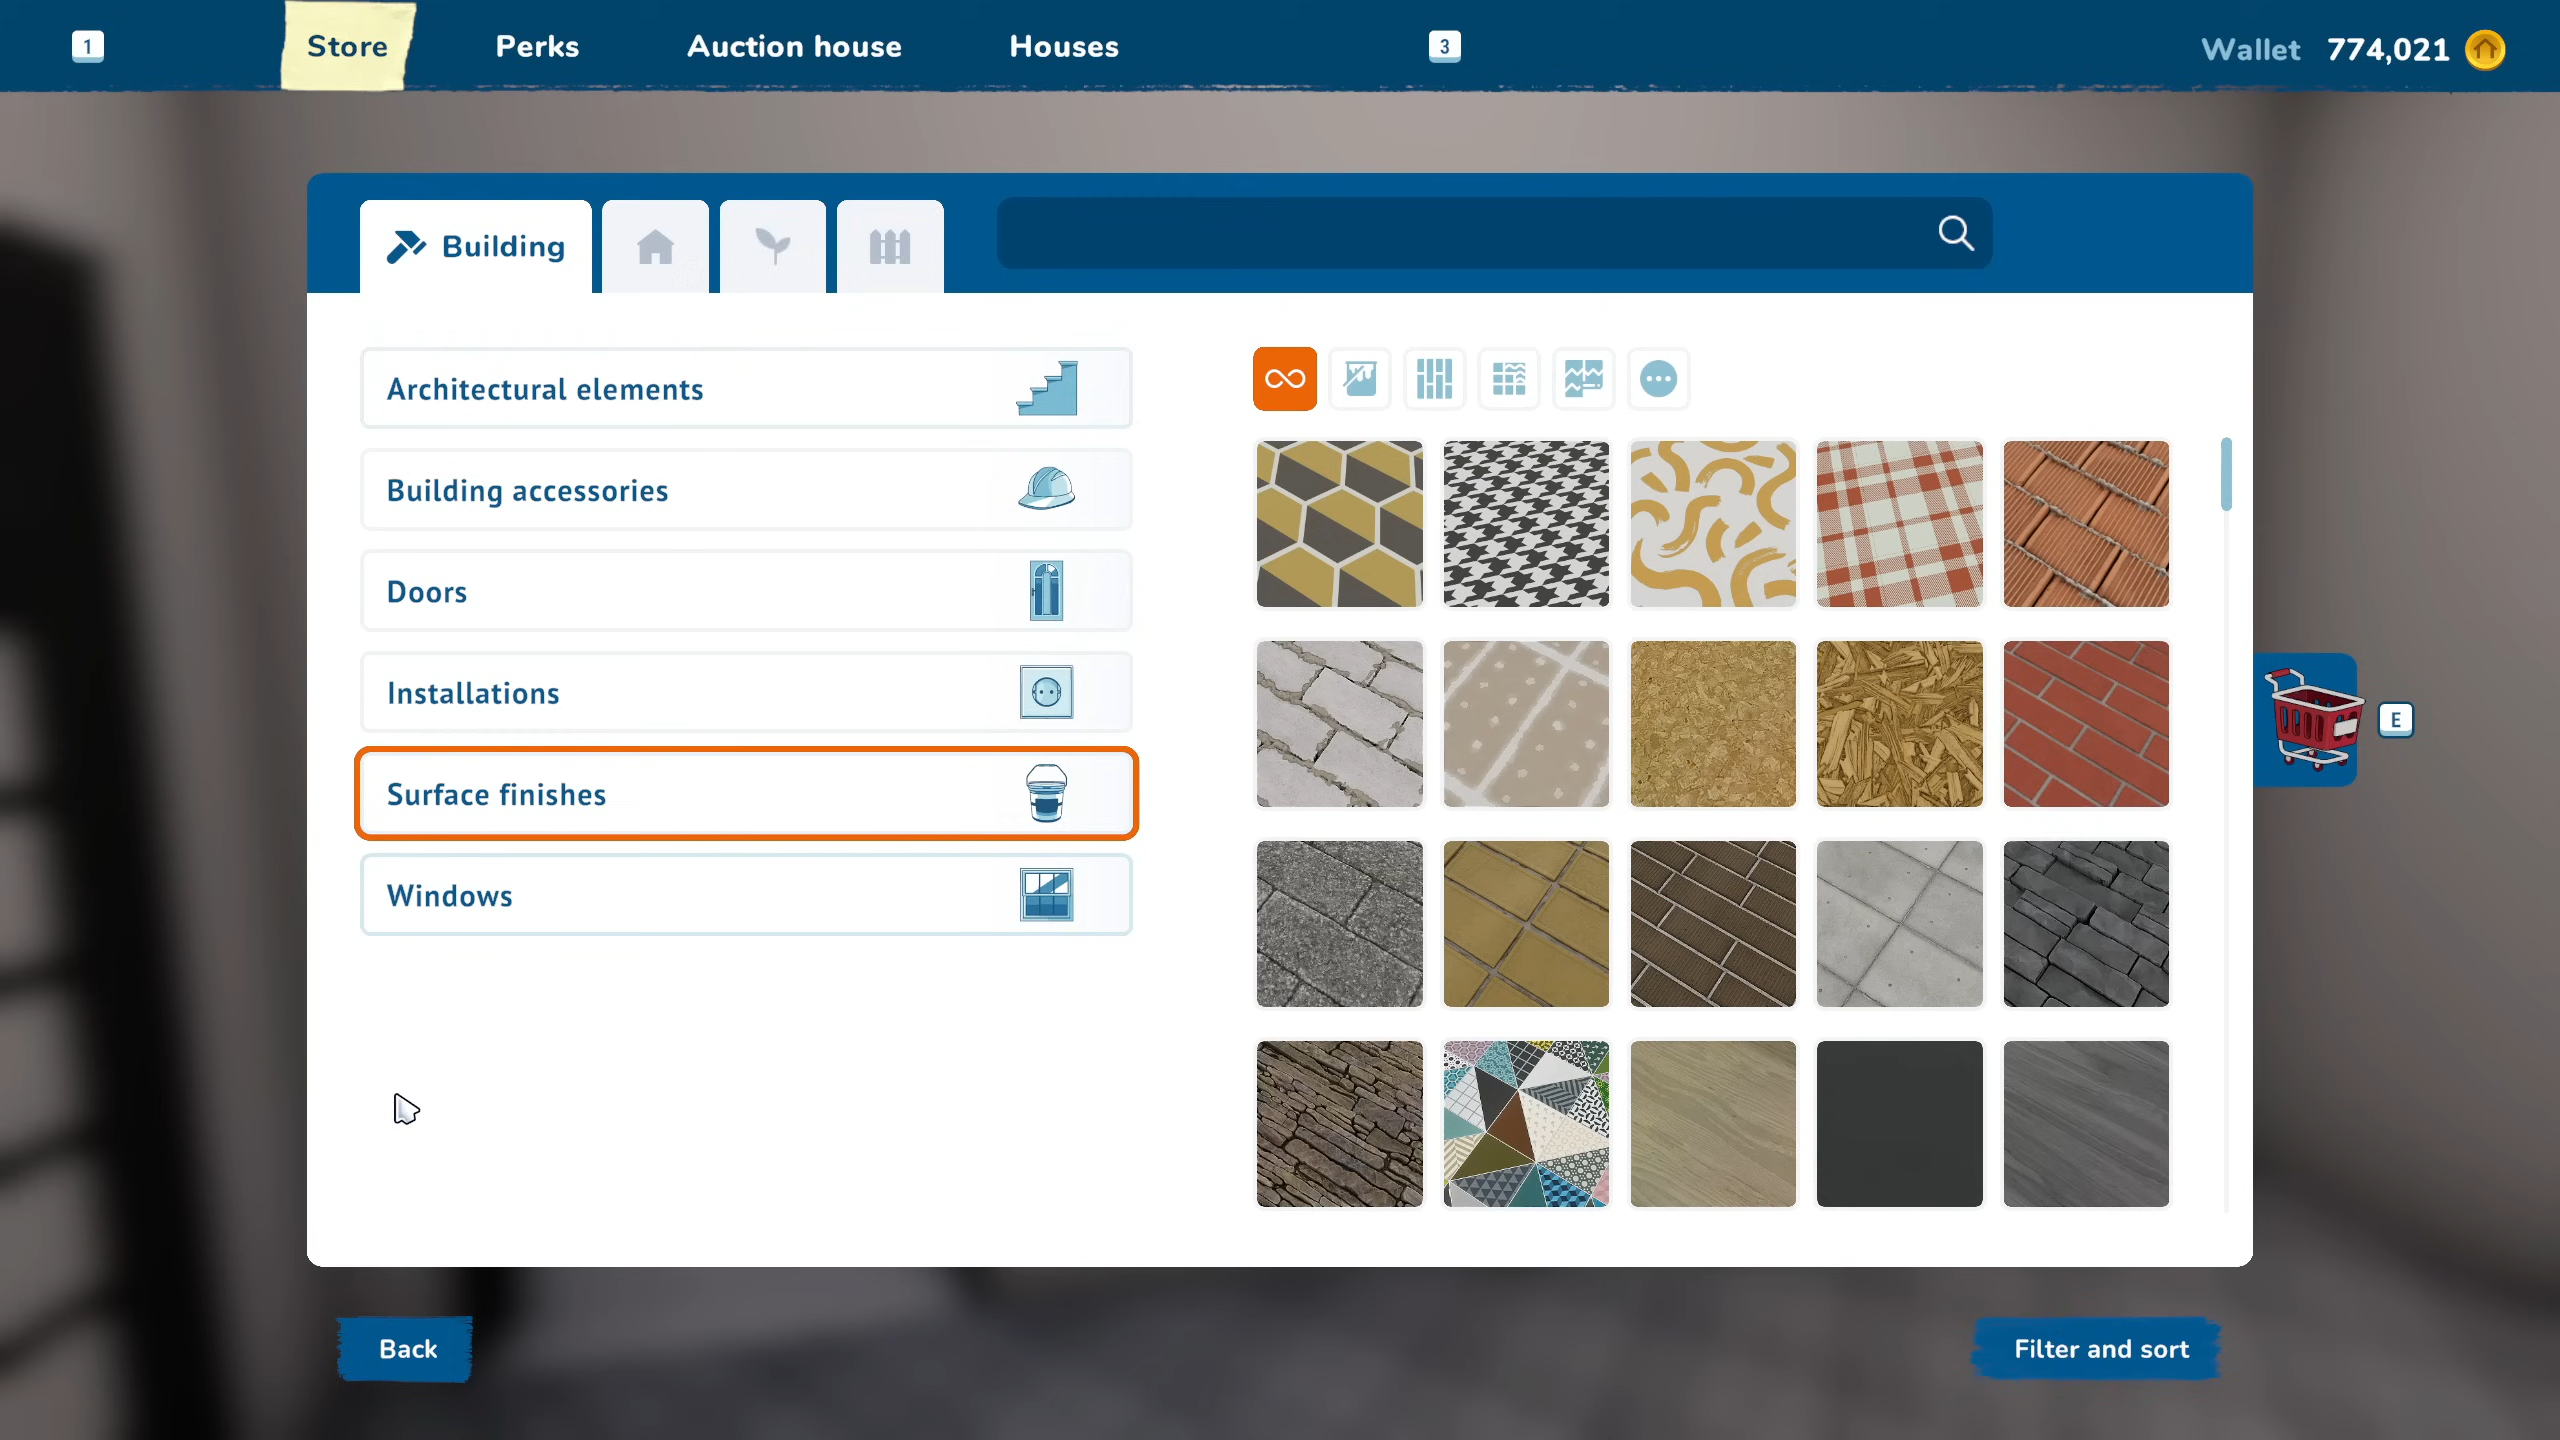 1
Store
Perks
Auction house
Houses
3
Wallet 774,021
Building
Architectural elements
Building accessories
Doors
Installations
Surface finishes
Windows
E
Back
Filter and sort